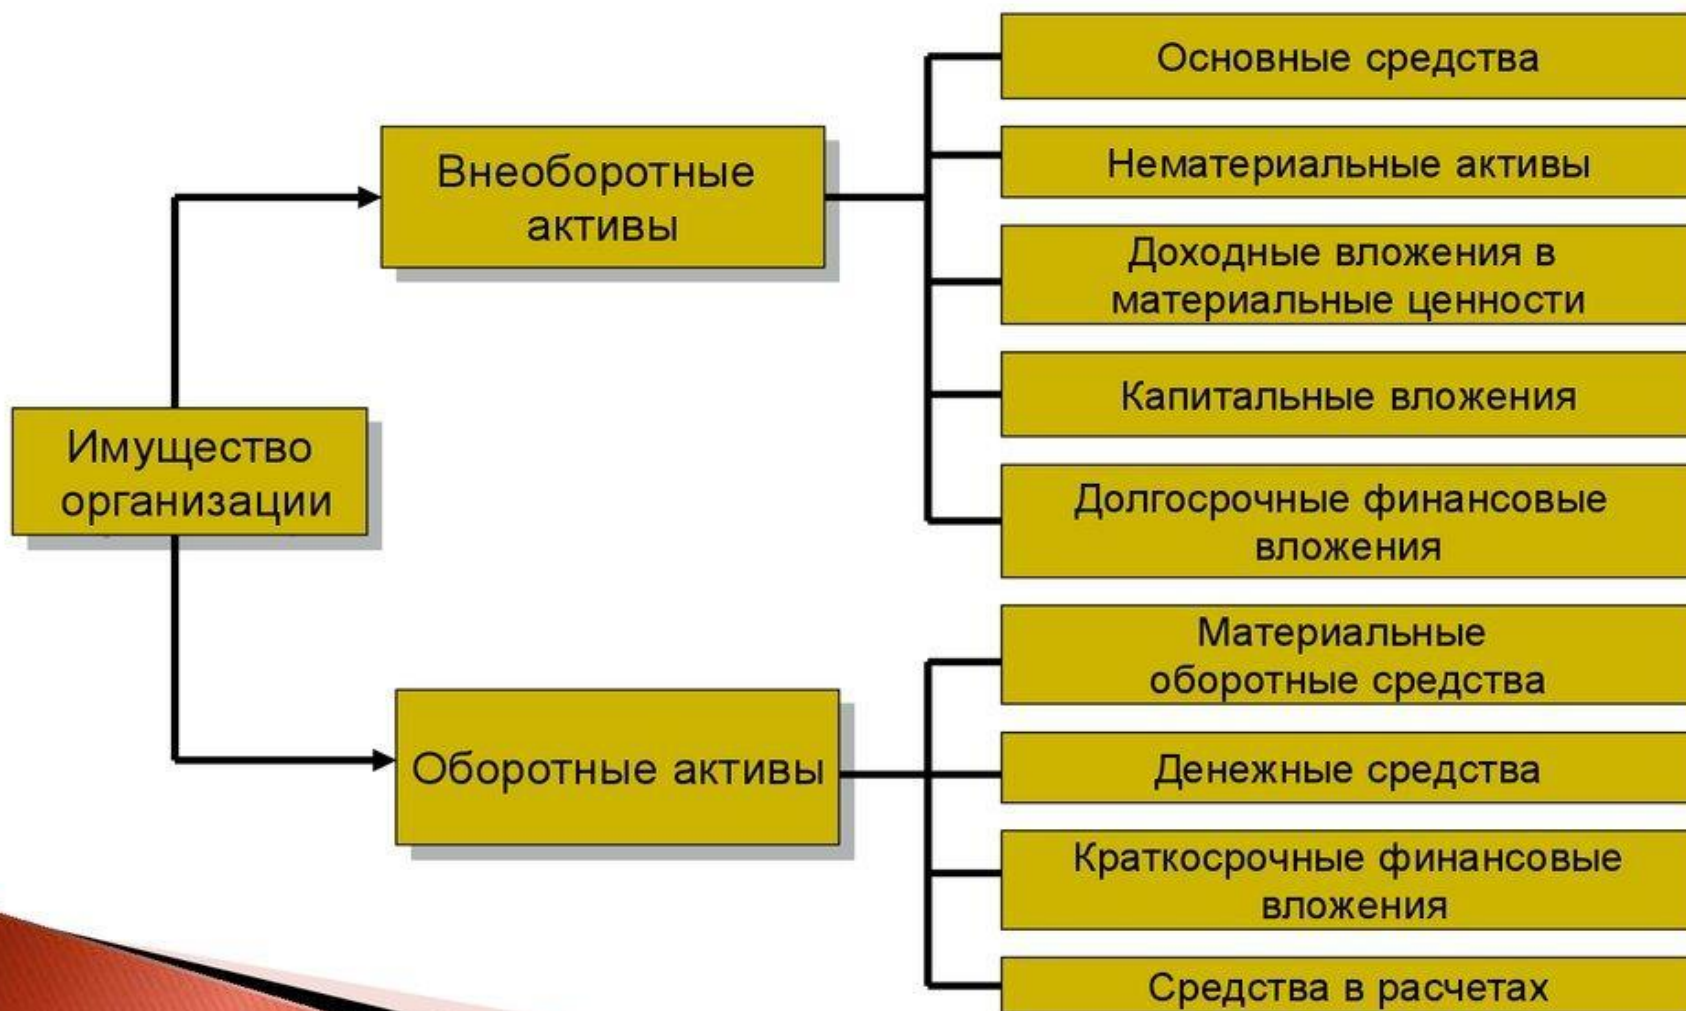 Имущество
организации
Внеоборотные
активы
Основные средства
Нематериальные активы
Доходные вложения в
материальные ценности
Капитальные вложения
Долгосрочные финансовые
вложения
Оборотные активы
Материальные
оборотные средства
Денежные средства
Краткосрочные финансовые
вложения
Средства в расчетах